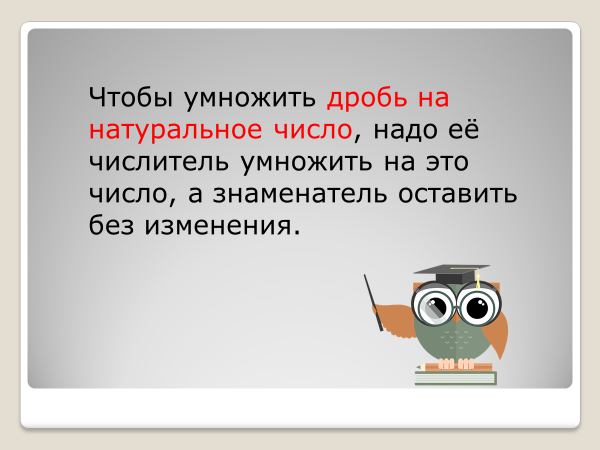 Чтобы умножить дробь на
натуральное число, надо её
числитель умножить на это
число, а знаменатель оставить
без изменения.